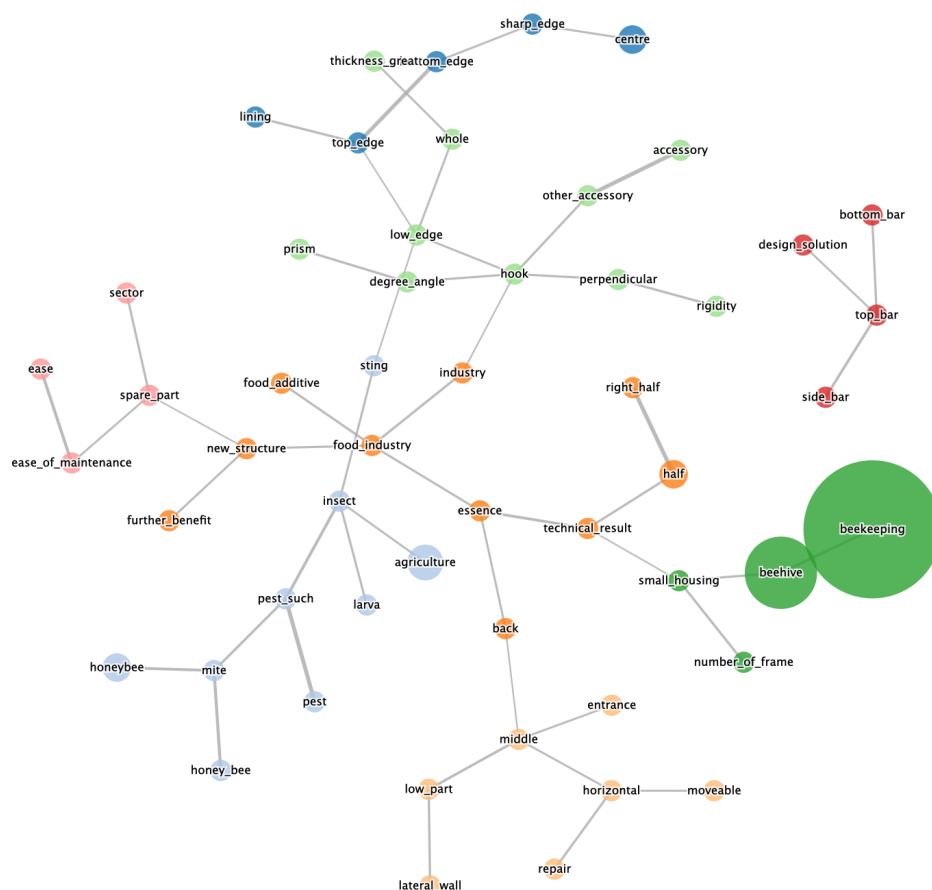 sharp_edge
centre
thickness_great
tom_edge
lining
top_edge
whole
accessory
other_accessory
bottom_bar
design_solution
low_edge
prism
degree_angle
hook
perpendicular
rigidity
top_bar
sector
ease
sting
food_additive
industry
right_half
side_bar
spare_part
new_structure
food_industry
ease_of_maintenance
half
insect
further_benefit
essence
technical_result
beekeeping
agriculture
small_housing
beehive
pest_such
larva
back
number_of_frame
honeybee
mite
pest
entrance
honey_bee
middle
low_part
horizontal
moveable
repair
lateral_wall